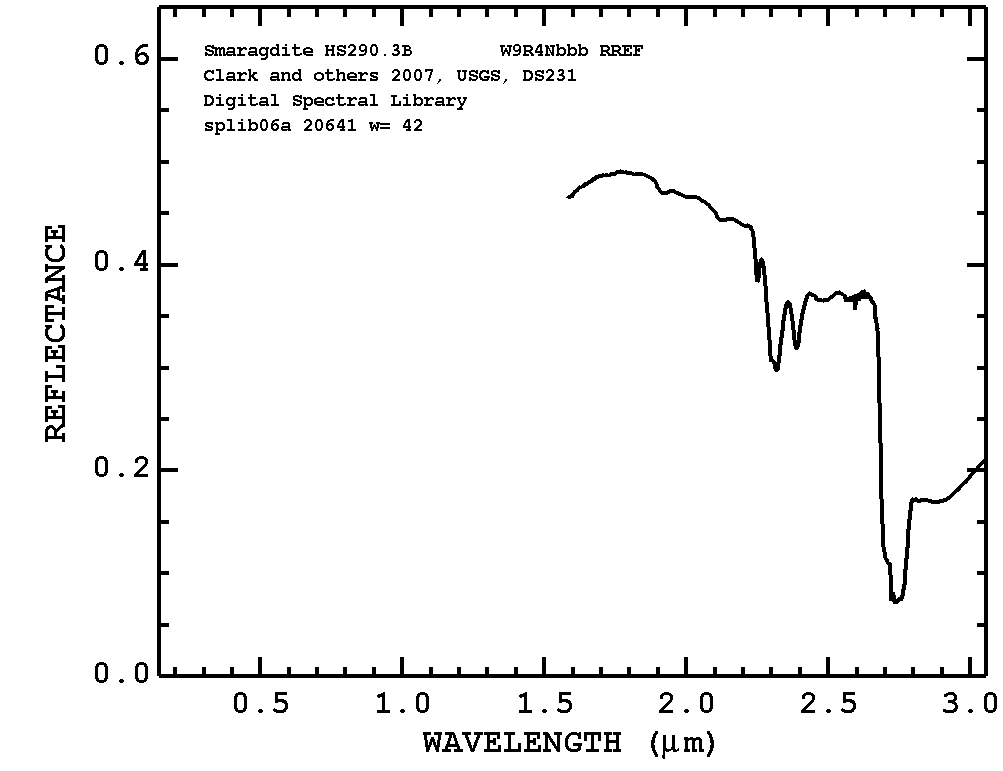 0.6
Smaragdite HS290.3B W9R4Nbbb RREF
Clark and others 2007, USGS, DS231
Digital Spectral Library
splib06a 20641 w= 42
0.4
REFLECTANCE
0.2
0.0
0.5 1.0 1.5 2.0 2.5 3.0
WAVELENGTH (μm)